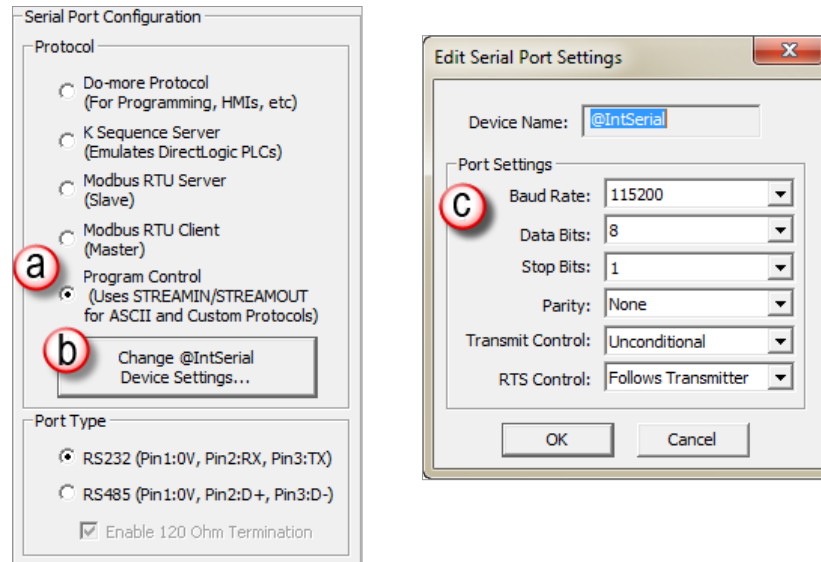 Serial Port Configuration
Protocol
Do-more Protocol
(For Programming, HMIs, etc)
K Sequence Server
(Emulates DirectLogic PLCs)
Modbus RTU Server
(Slave)
Modbus RTU Client
(Master)
a
Program Control
(Uses STREAMIN/STREAMOUT
for ASCII and Custom Protocols)
b
Change @IntSerial
Device Settings...
Port Type
RS232 (Pin1:0V, Pin2:RX, Pin3:TX)
RS485 (Pin1:0V, Pin2:D+, Pin3:D-)
Enable 120 Ohm Termination
Edit Serial Port Settings
x
Device Name: @IntSerial
Port Settings
c
Baud Rate: 115200
Data Bits: 8
Stop Bits: 1
Parity: None
Transmit Control: Unconditional
RTS Control: Follows Transmitter
OK Cancel